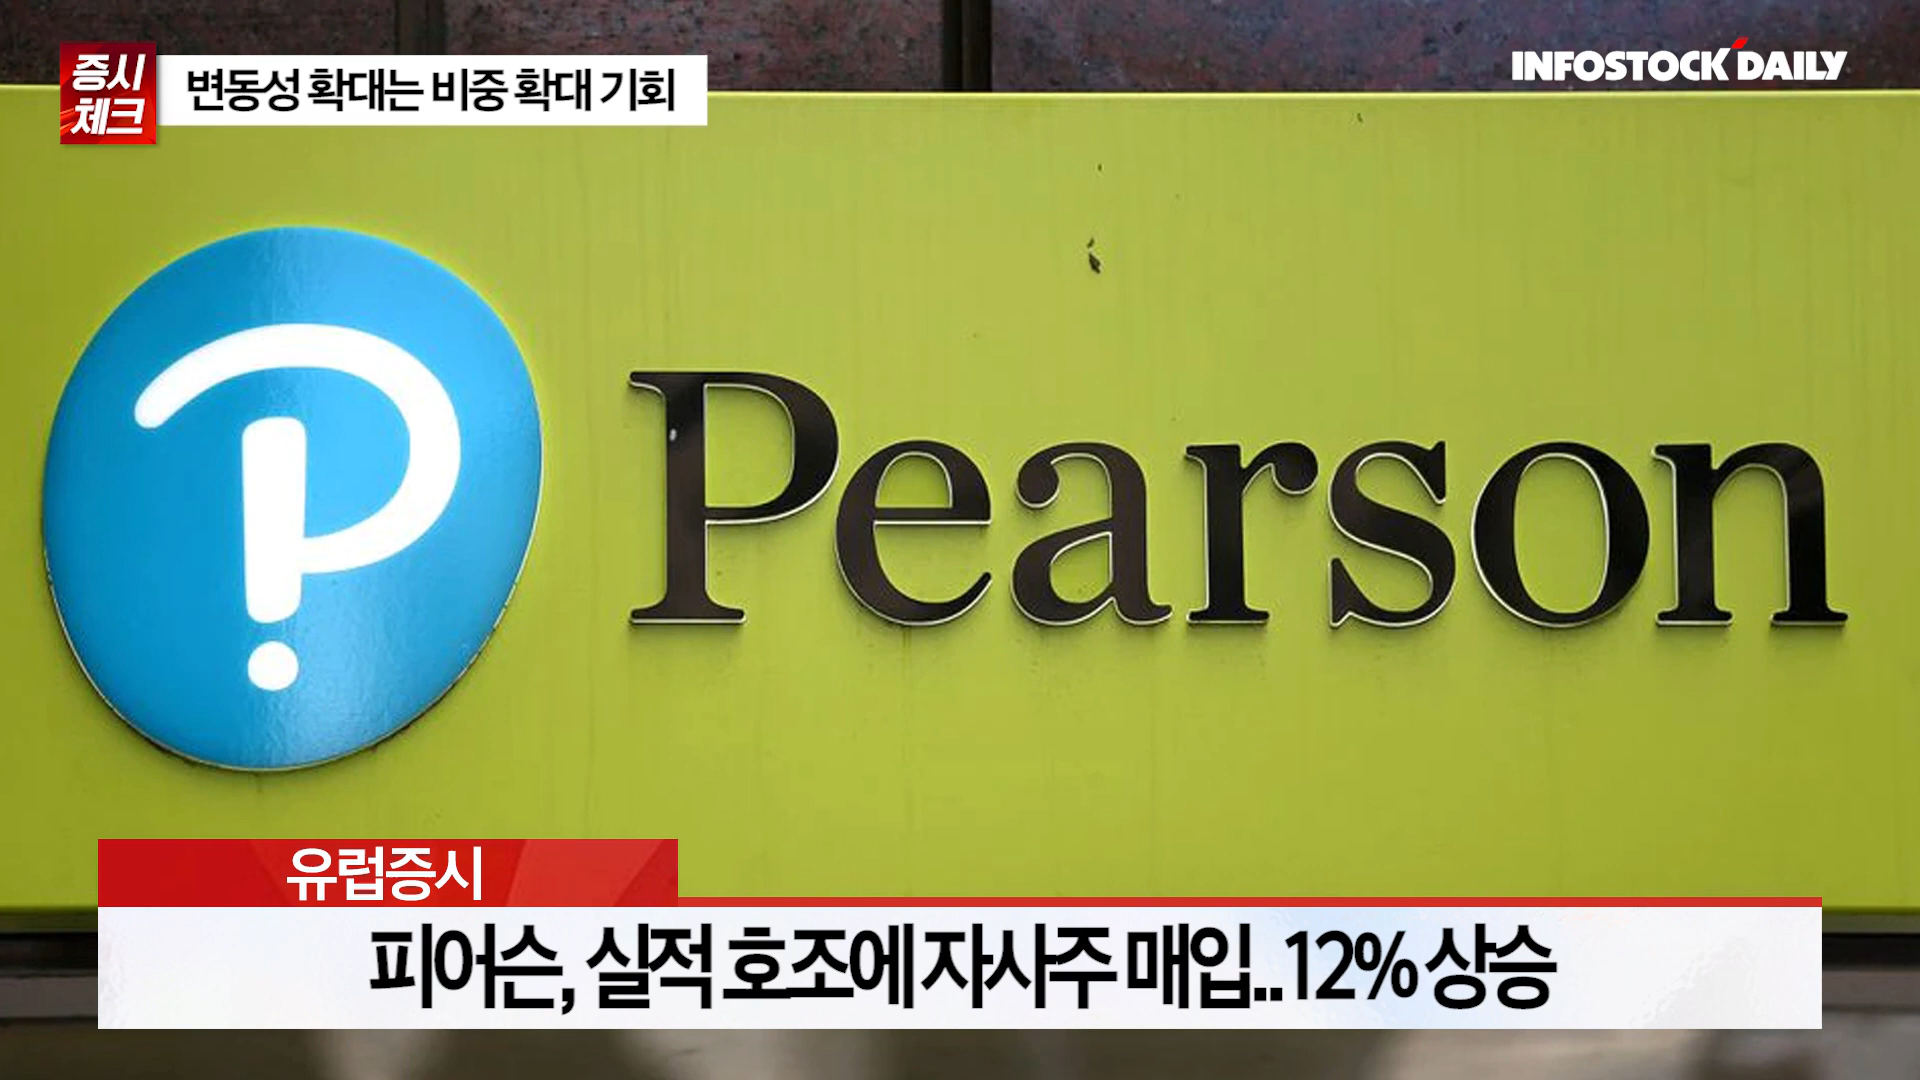 증시
체크
변동성 확대는 비중 확대 기회
INFOSTOCK DAILY
Pearson
유럽증시
피어슨, 실적 호조에 자사주 매입..12% 상승